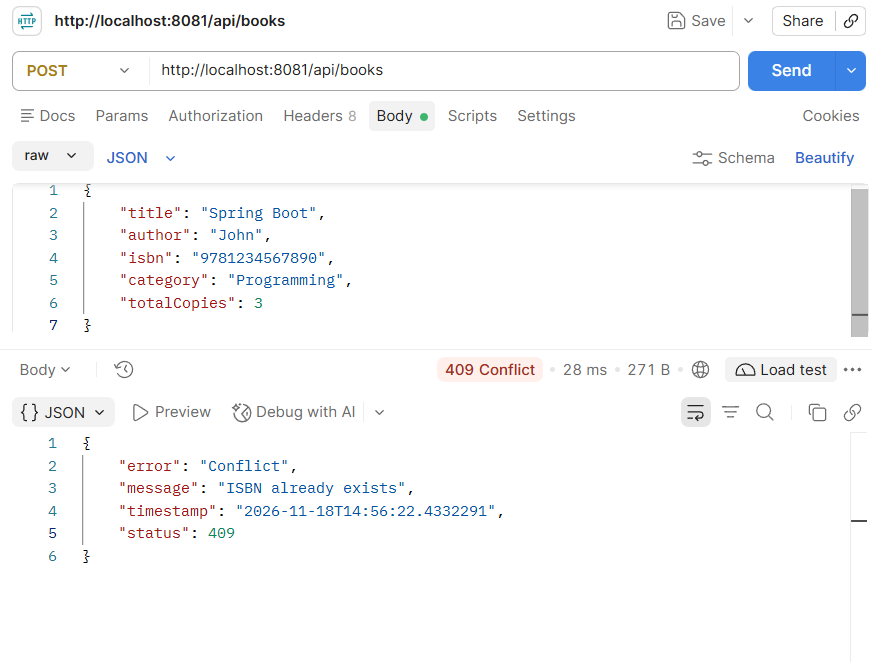 HTTP http://localhost:8081/api/books Save Share
POST http://localhost:8081/api/books Send
Docs Params Authorization Headers 8 Body Scripts Settings Cookies
raw JSON Schema Beautify
1 {
2 "title": "Spring Boot",
3 "author": "John",
4 "isbn": "9781234567890",
5 "category": "Programming",
6 "totalCopies": 3
7 }
Body 409 Conflict 28 ms 271 B Load test
{} JSON Preview Debug with AI
1 {
2 "error": "Conflict",
3 "message": "ISBN already exists",
4 "timestamp": "2026-11-18T14:56:22.4332291",
5 "status": 409
6 }